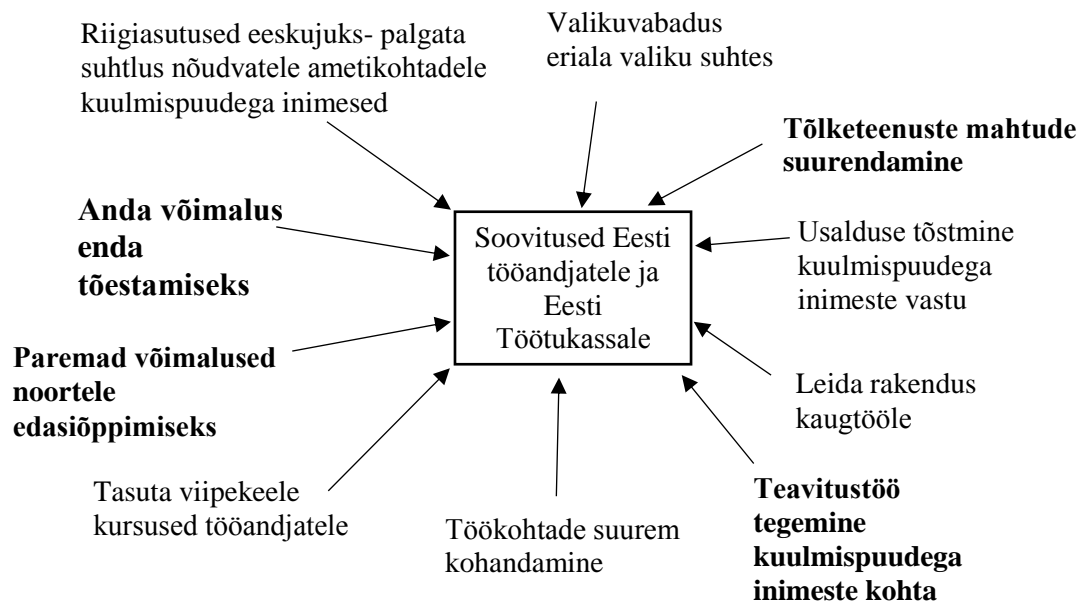 Riigiasutused eeskujuks- palgata
suhtlus nõudvatele ametikohtadele
kuulmispuudega inimesed
Valikuvabadus
eriala valiku suhtes
Tõlketeenuste mahtude
suurendamine
Anda võimalus
enda
tõestamiseks
Soovitused Eesti
tööandjatele ja
Eesti
Töötukassale
Usalduse tõstmine
kuulmispuudega
inimeste vastu
Paremad võimalused
noortele
edasiõppimiseks
Leida rakendus
kaugtööle
Tasuta viipekeele
kursused tööandjatele
Töökohtade suurem
kohandamine
Teavitustöö
tegemine
kuulmispuudega
inimeste kohta